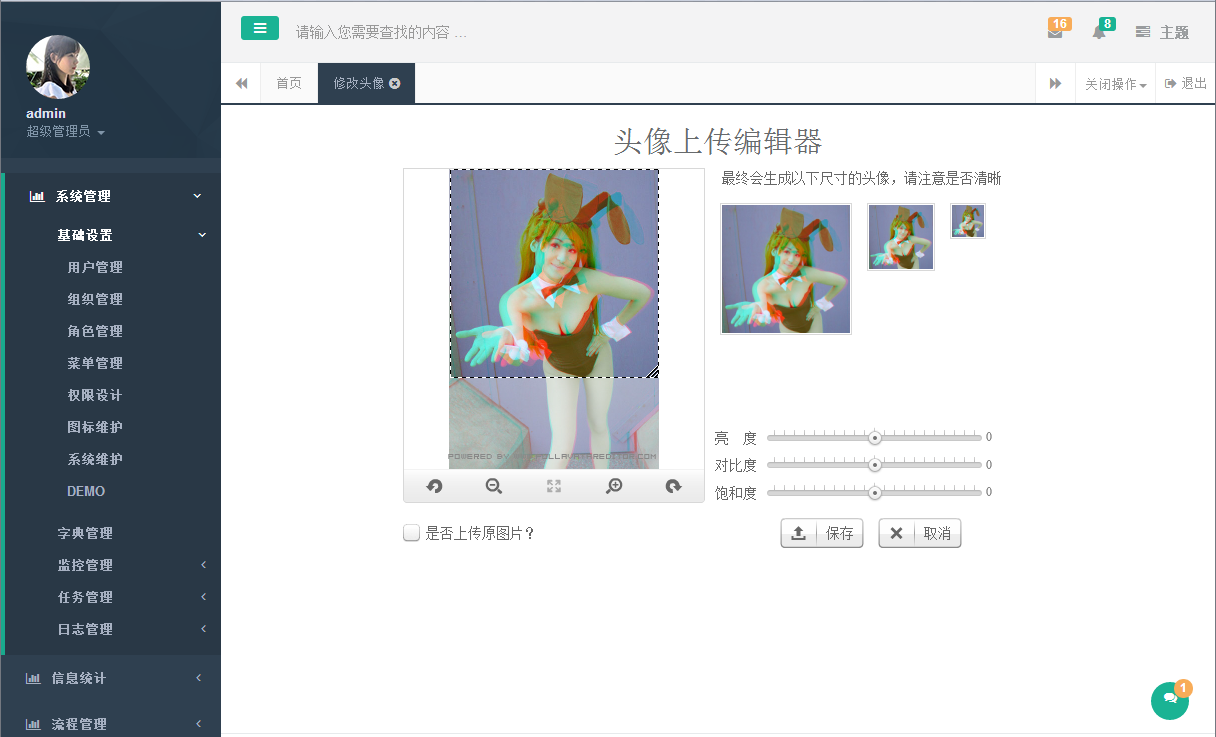 请输入您需要查找的内容 ...
16
8
主题
首页
修改头像
关闭操作
退出
admin
超级管理员
系统管理
基础设置
用户管理
组织管理
角色管理
菜单管理
权限设计
图标维护
系统维护
DEMO
字典管理
监控管理
任务管理
日志管理
信息统计
流程管理
头像上传编辑器
最终会生成以下尺寸的头像，请注意是否清晰
POWERED BY WWW.FULLAVATAREDITOR.COM
亮 度 0
对比度 0
饱和度 0
是否上传原图片？
保存
取消
1